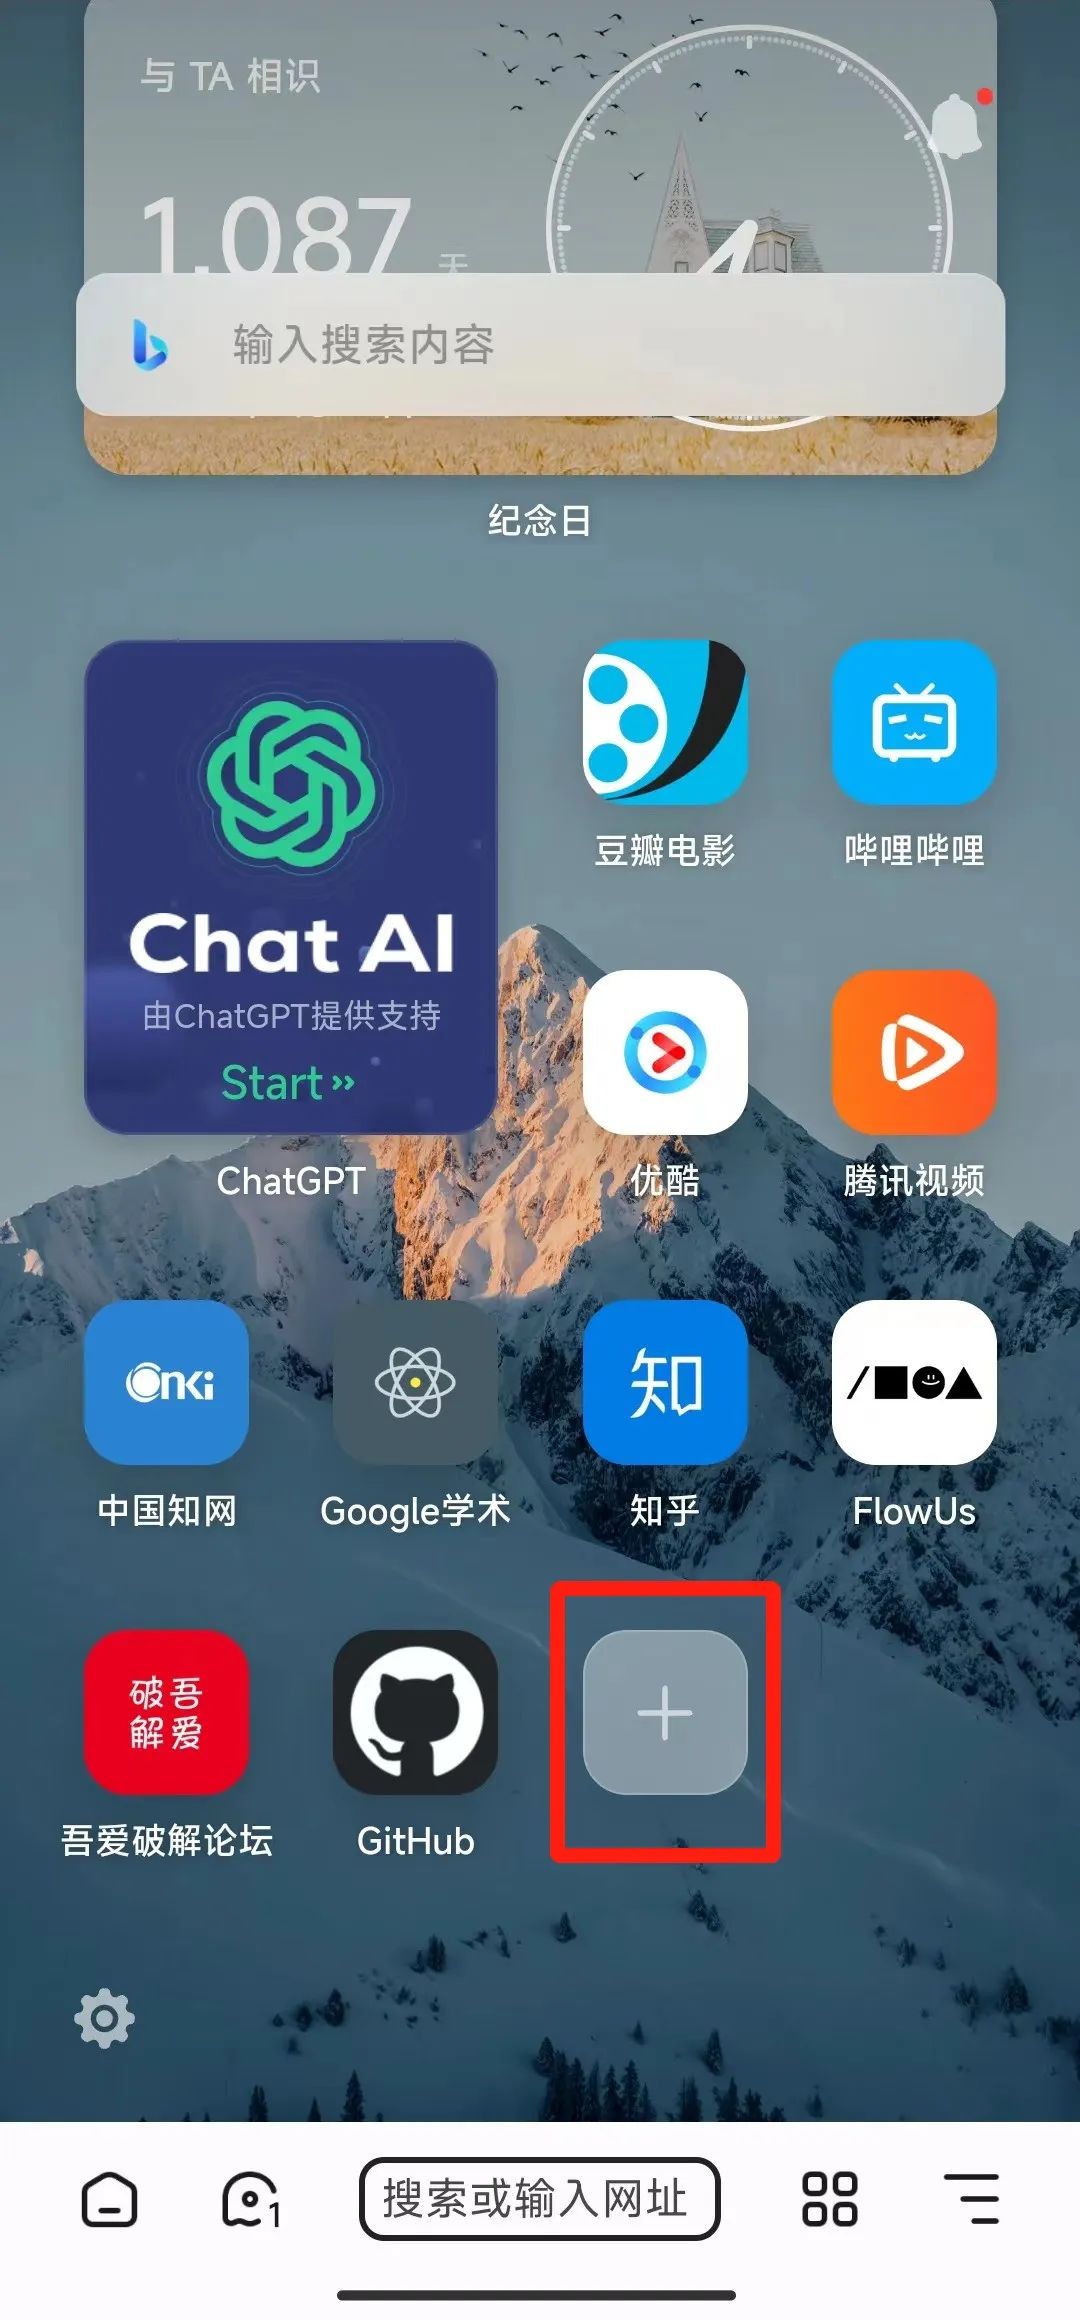 与 TA 相识
1,087 天
输入搜索内容
纪念日
Chat AI
由ChatGPT提供支持
Start
ChatGPT
豆瓣电影
哔哩哔哩
优酷
腾讯视频
cnki
知
中国知网
Google学术
知乎
FlowUs
破吾
解爱
吾爱破解论坛
GitHub
1
搜索或输入网址